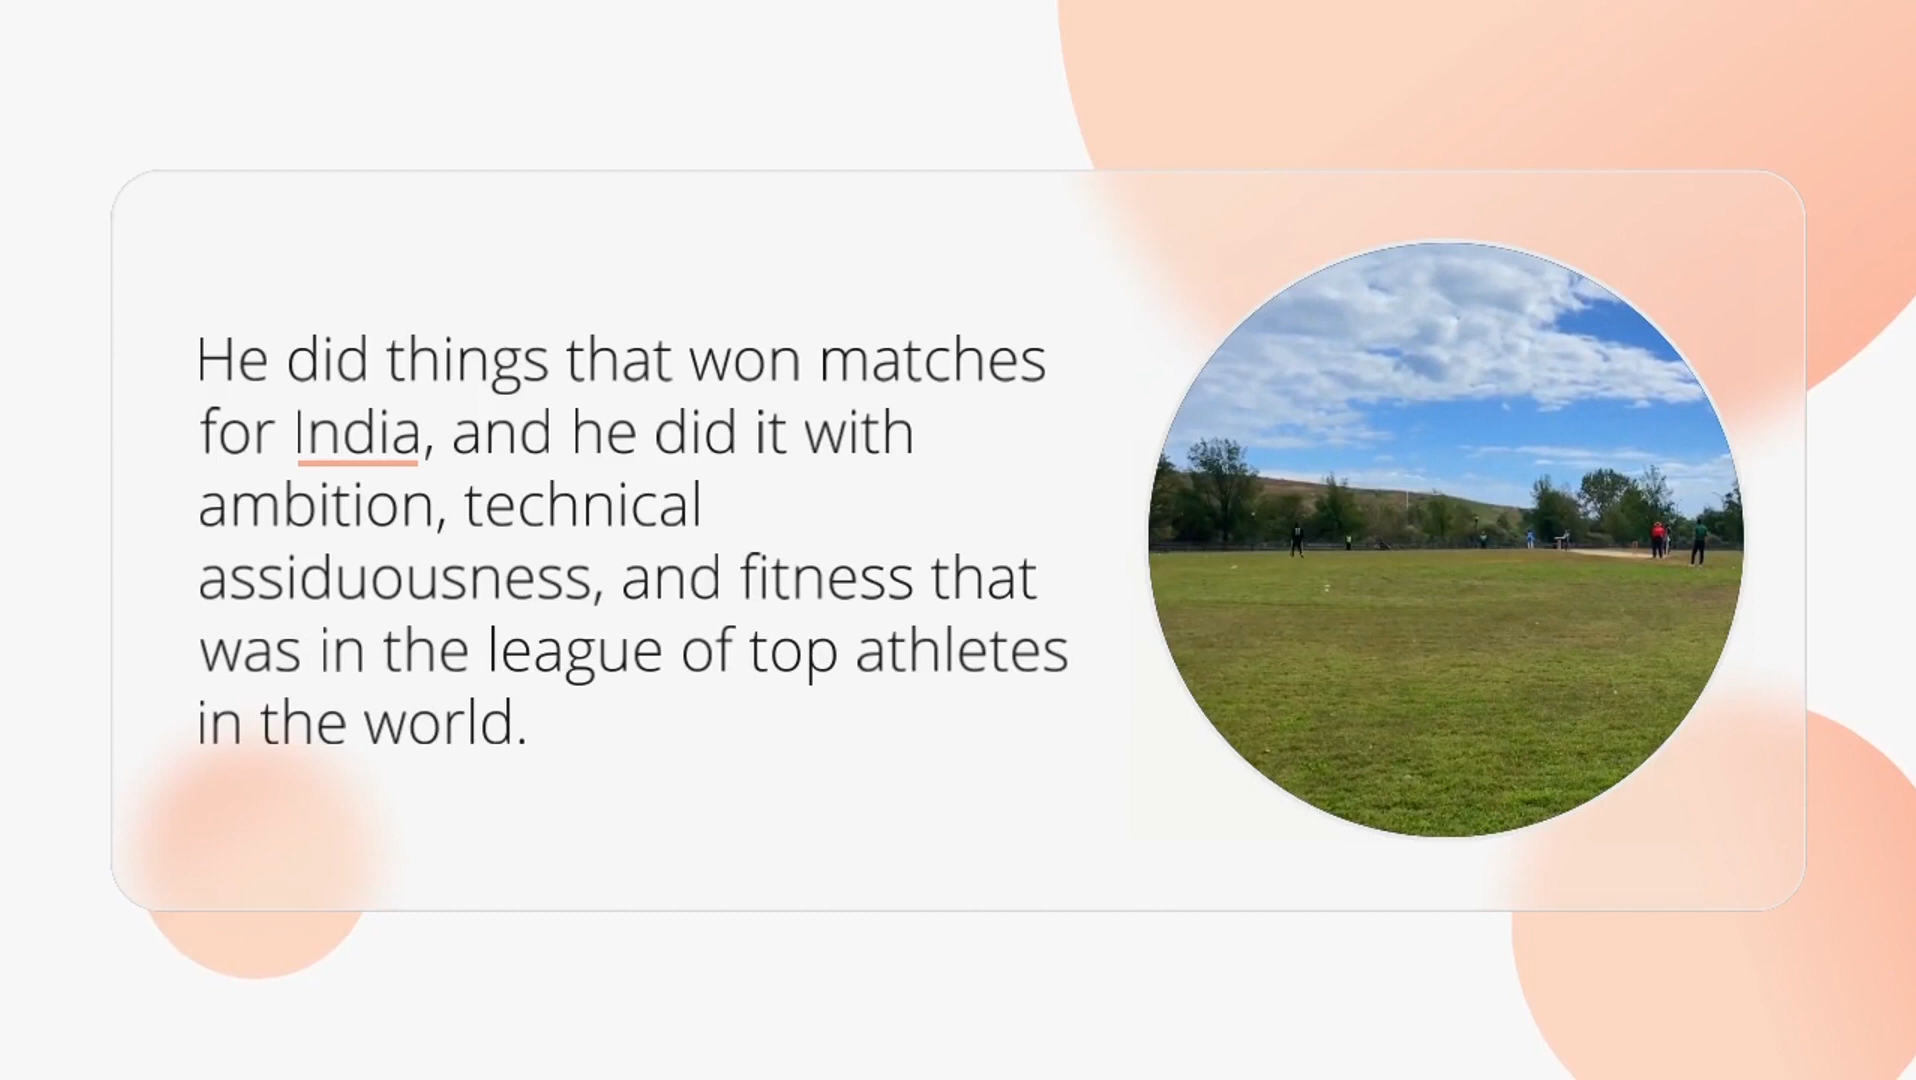 He did things that won matches
for India, and he did it with
ambition, technical
assiduousness, and fitness that
was in the league of top athletes
in the world.